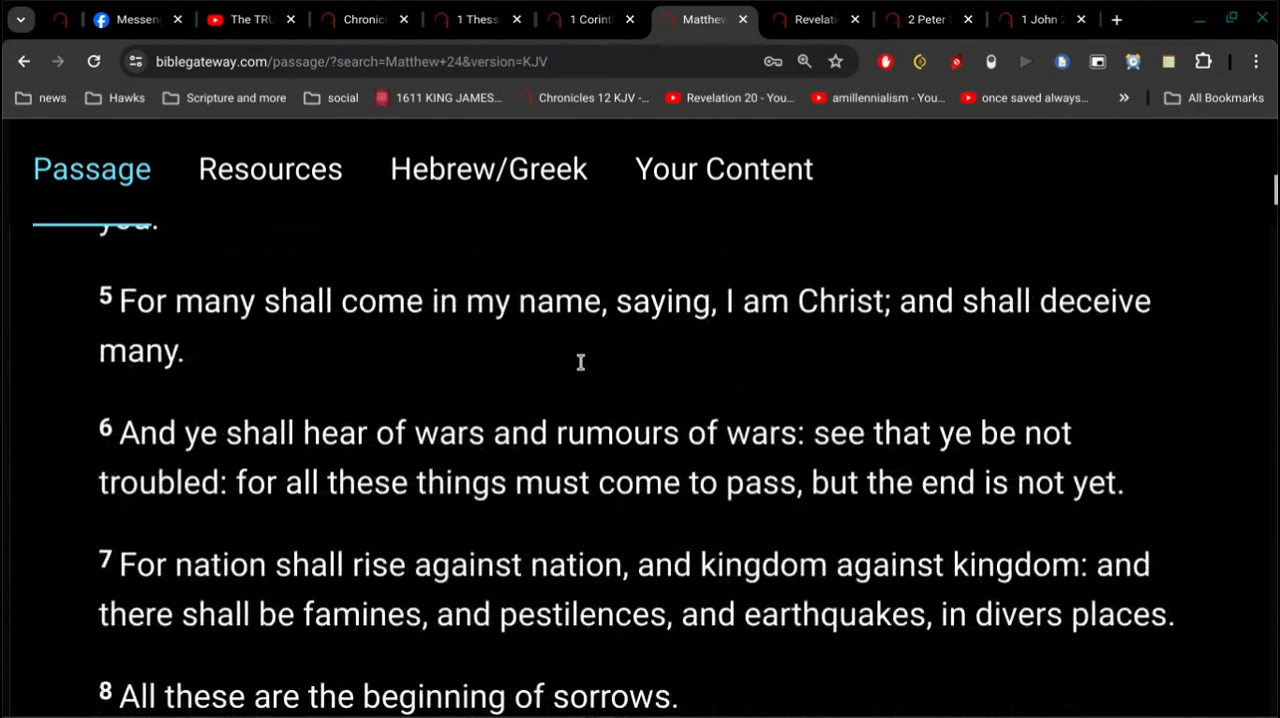 Messen
The TRU
Chronic
1 Thess
1 Corint
Matthew
Revelati
2 Peter
1 John 2
biblegateway.com/passage/?search=Matthew+24&version=KJV
news
Hawks
Scripture and more
social
1611 KING JAMES...
Chronicles 12 KJV -...
Revelation 20 - You...
amillennialism - You...
once saved always...
All Bookmarks
Passage
Resources
Hebrew/Greek
Your Content
you.
5 For many shall come in my name, saying, I am Christ; and shall deceive
many.
6 And ye shall hear of wars and rumours of wars: see that ye be not
troubled: for all these things must come to pass, but the end is not yet.
7 For nation shall rise against nation, and kingdom against kingdom: and
there shall be famines, and pestilences, and earthquakes, in divers places.
8 All these are the beginning of sorrows.